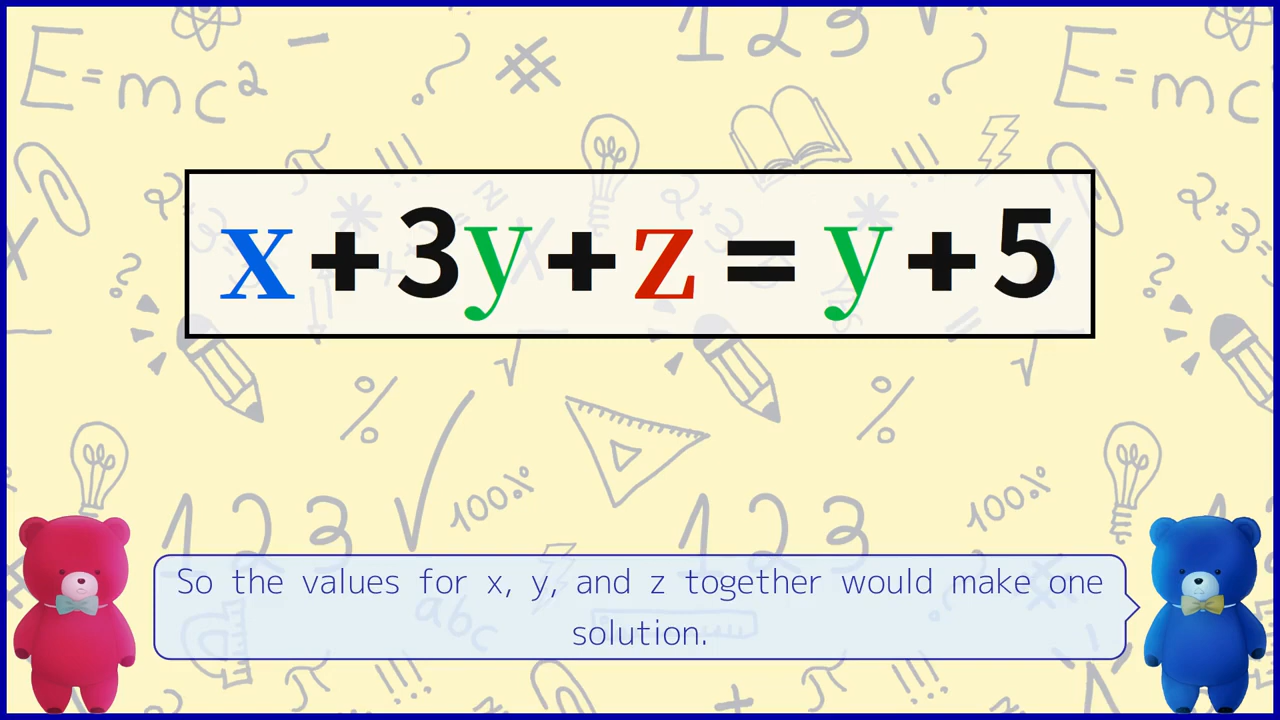 x+3y+z=y+5
So the values for x, y, and z together would make one
solution.